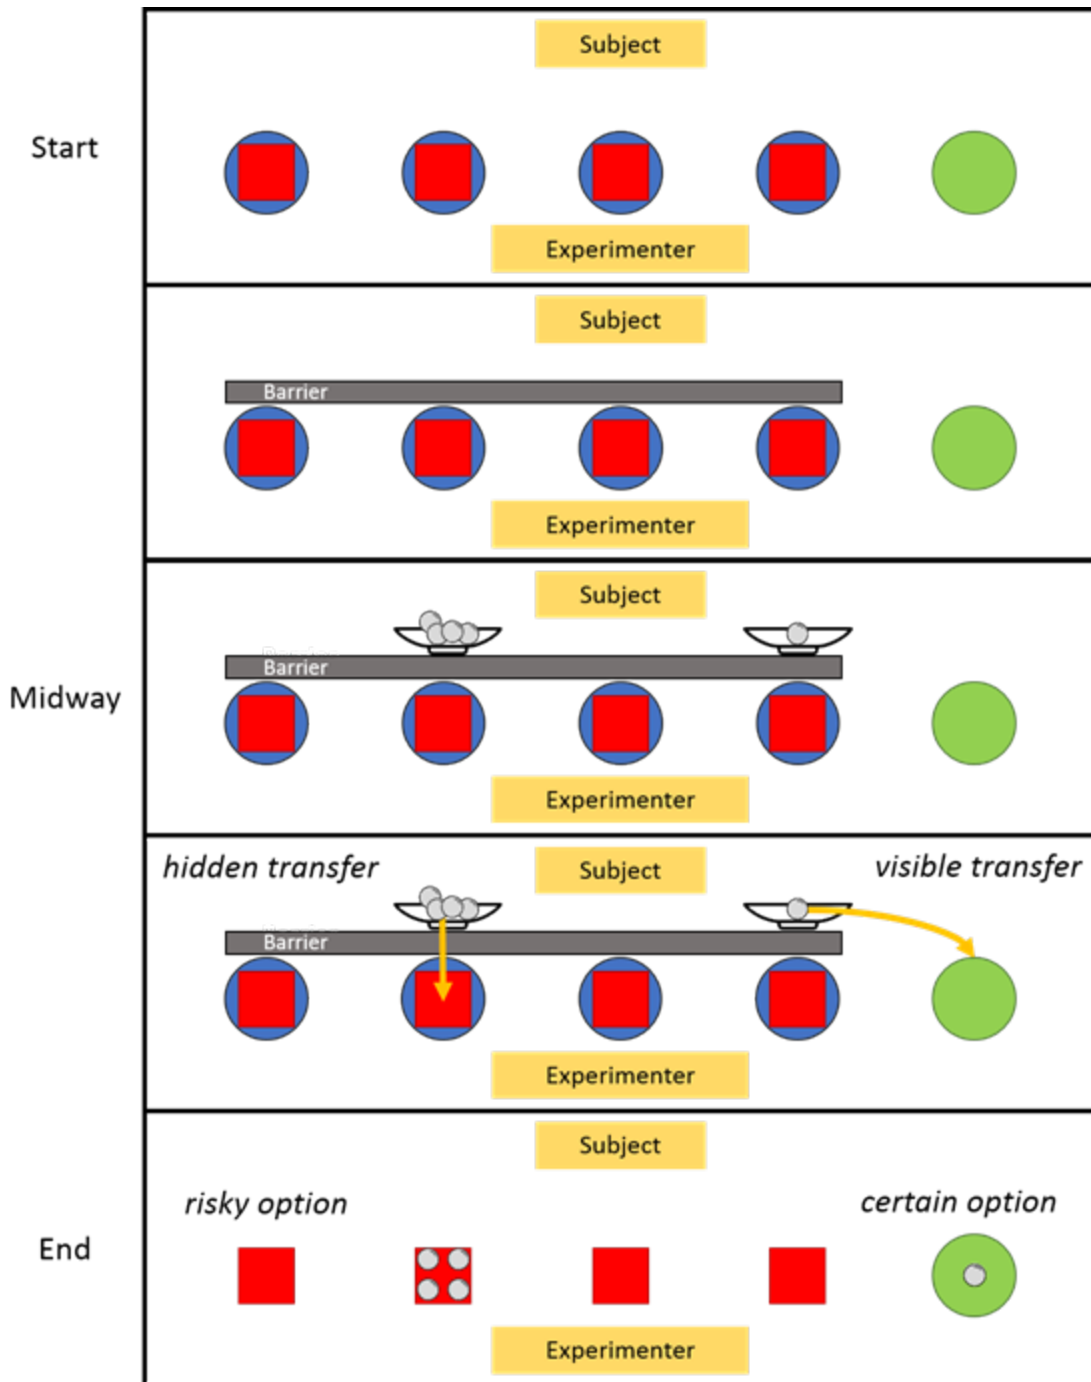 Subject
Start
Experimenter
Subject
Barrier
Experimenter
Subject
Barrier
Midway
Experimenter
hidden transfer
Subject
visible transfer
Barrier
Experimenter
Subject
risky option
certain option
End
Experimenter